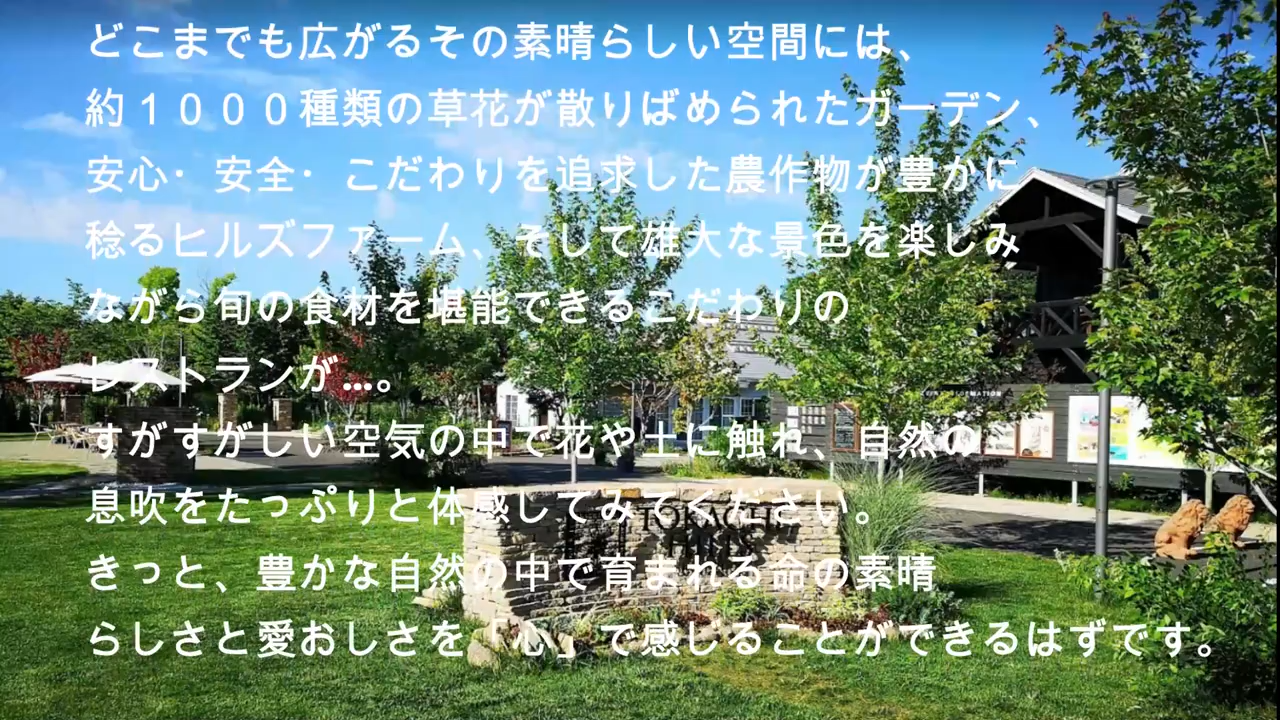 どこまでも広がるその素晴らしい空間には、
約１０００種類の草花が散りばめられたガーデン、
安心・安全・こだわりを追求した農作物が豊かに
稔るヒルズファーム、そして雄大な景色を楽しみ
ながら旬の食材を堪能できるこだわりの
レストランが…。
すがすがしい空気の中で花や土に触れ、自然の
息吹をたっぷりと体感してみてください。
きっと、豊かな自然の中で育まれる命の素晴
らしさと愛おしさを「心」で感じることができるはずです。
TOKACHI
HILLS